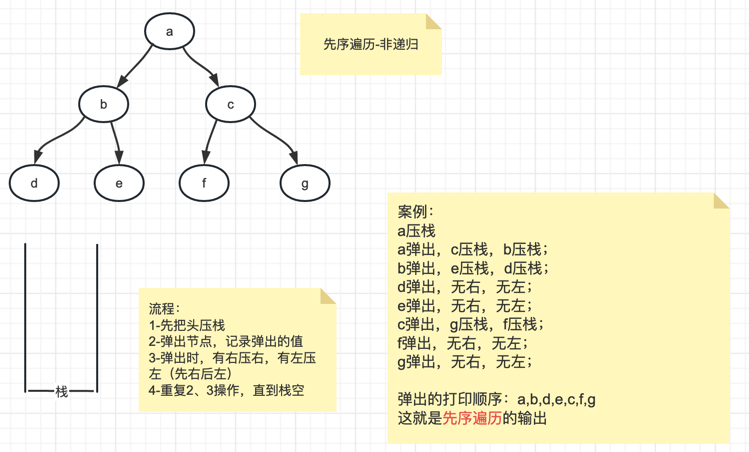 a
先序遍历-非递归
b
c
d
e
f
g
案例：
a压栈
a弹出，c压栈，b压栈；
b弹出，e压栈，d压栈；
d弹出，无右，无左；
e弹出，无右，无左；
c弹出，g压栈，f压栈；
f弹出，无右，无左；
g弹出，无右，无左；
弹出的打印顺序：a,b,d,e,c,f,g
这就是先序遍历的输出
流程：
1-先把头压栈
2-弹出节点，记录弹出的值
3-弹出时，有右压右，有左压
左（先右后左）
4-重复2、3操作，直到栈空
栈